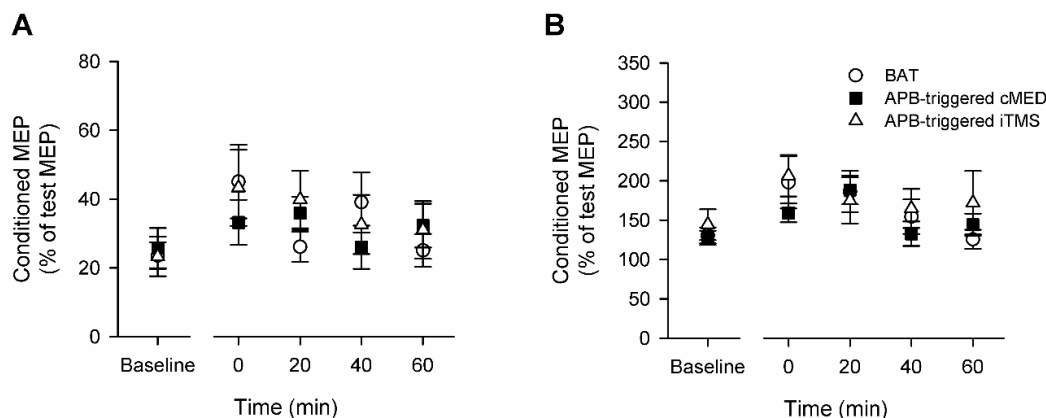 A
Conditioned MEP
(% of test MEP)
80
60
40
20
0
Baseline
0 20 40 60
Time (min)
B
Conditioned MEP
(% of test MEP)
350
300
250
200
150
100
50
0
BAT
APB-triggered cMED
APB-triggered iTMS
Baseline
0 20 40 60
Time (min)